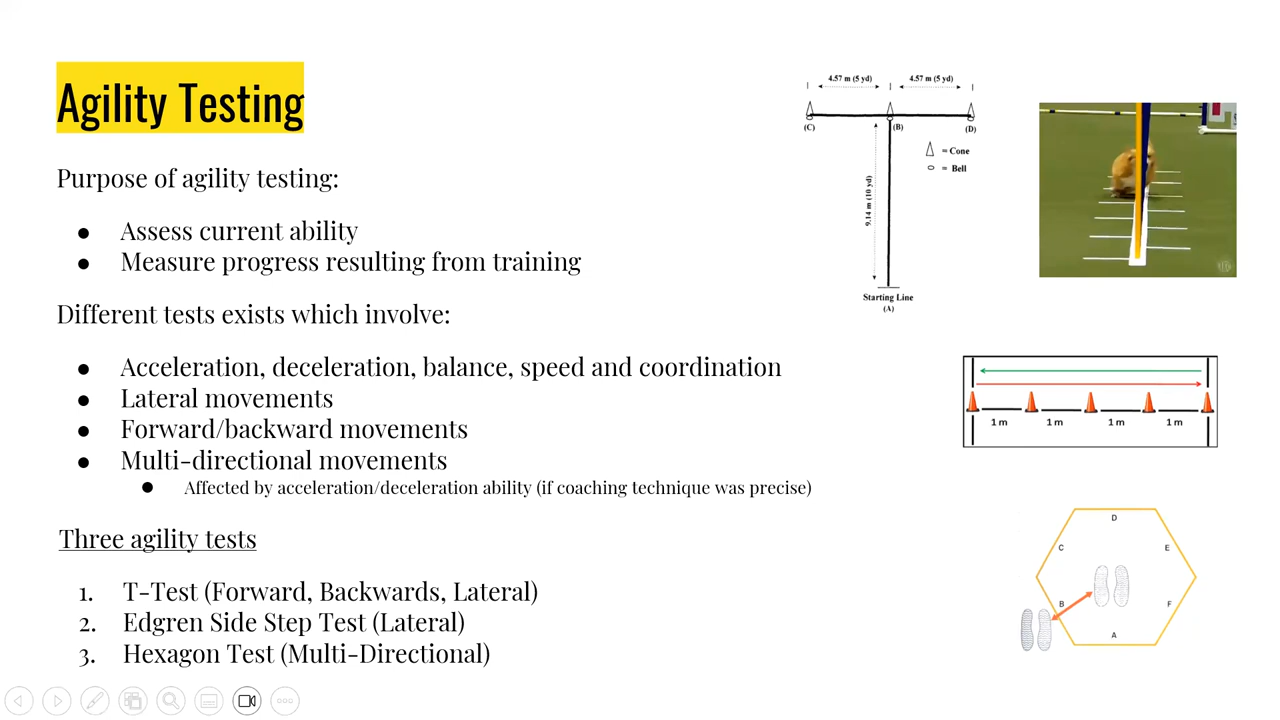 Agility Testing
Purpose of agility testing:
● Assess current ability
● Measure progress resulting from training
Different tests exists which involve:
● Acceleration, deceleration, balance, speed and coordination
● Lateral movements
● Forward/backward movements
● Multi-directional movements
● Affected by acceleration/deceleration ability (if coaching technique was precise)
Three agility tests
1. T-Test (Forward, Backwards, Lateral)
2. Edgren Side Step Test (Lateral)
3. Hexagon Test (Multi-Directional)
4.57 m (5 yd) 4.57 m (5 yd)
(C) (B) (D)
= Cone
= Bell
9.14 m (10 yd)
Starting Line
(A)
1 m 1 m 1 m 1 m
D
C E
B F
A